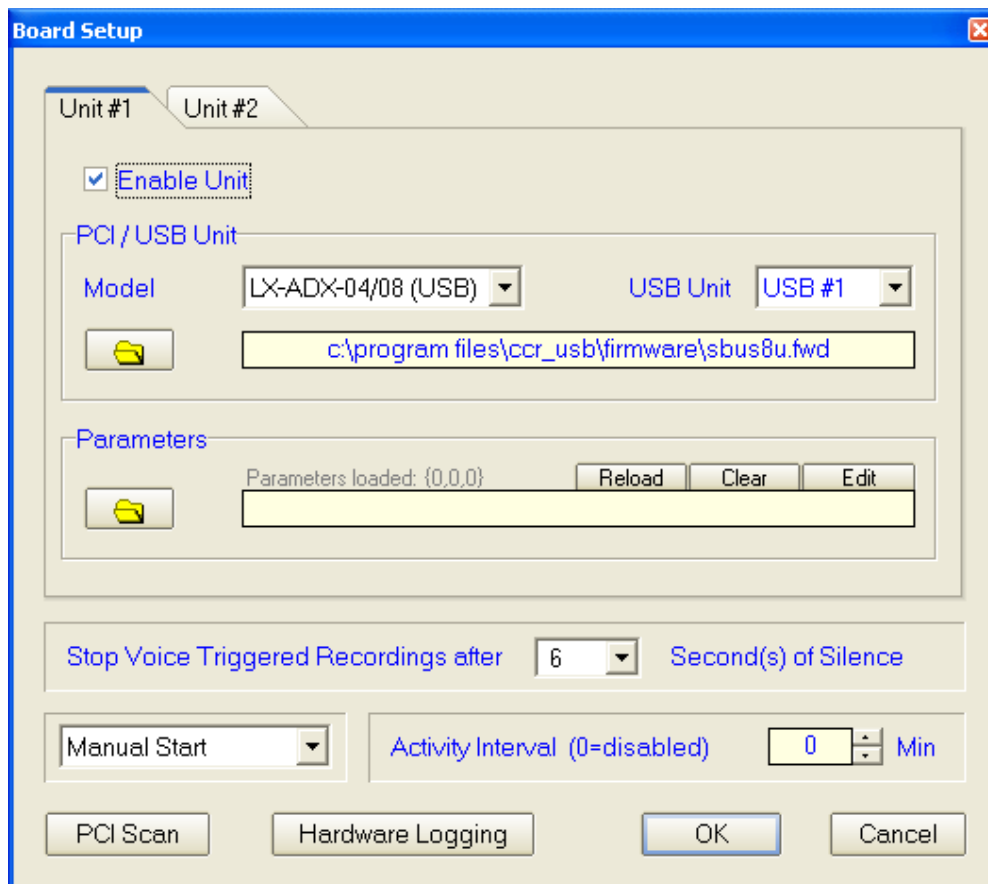 Board Setup
Unit #1 Unit #2
Enable Unit
PCI / USB Unit
Model LX-ADX-04/08 (USB) USB Unit USB #1
c:\program files\ccr_usb\firmware\sbus8u.fwd
Parameters
Parameters loaded: {0,0,0} Reload Clear Edit
Stop Voice Triggered Recordings after 6 Second(s) of Silence
Manual Start Activity Interval (0=disabled) 0 Min
PCI Scan Hardware Logging OK Cancel